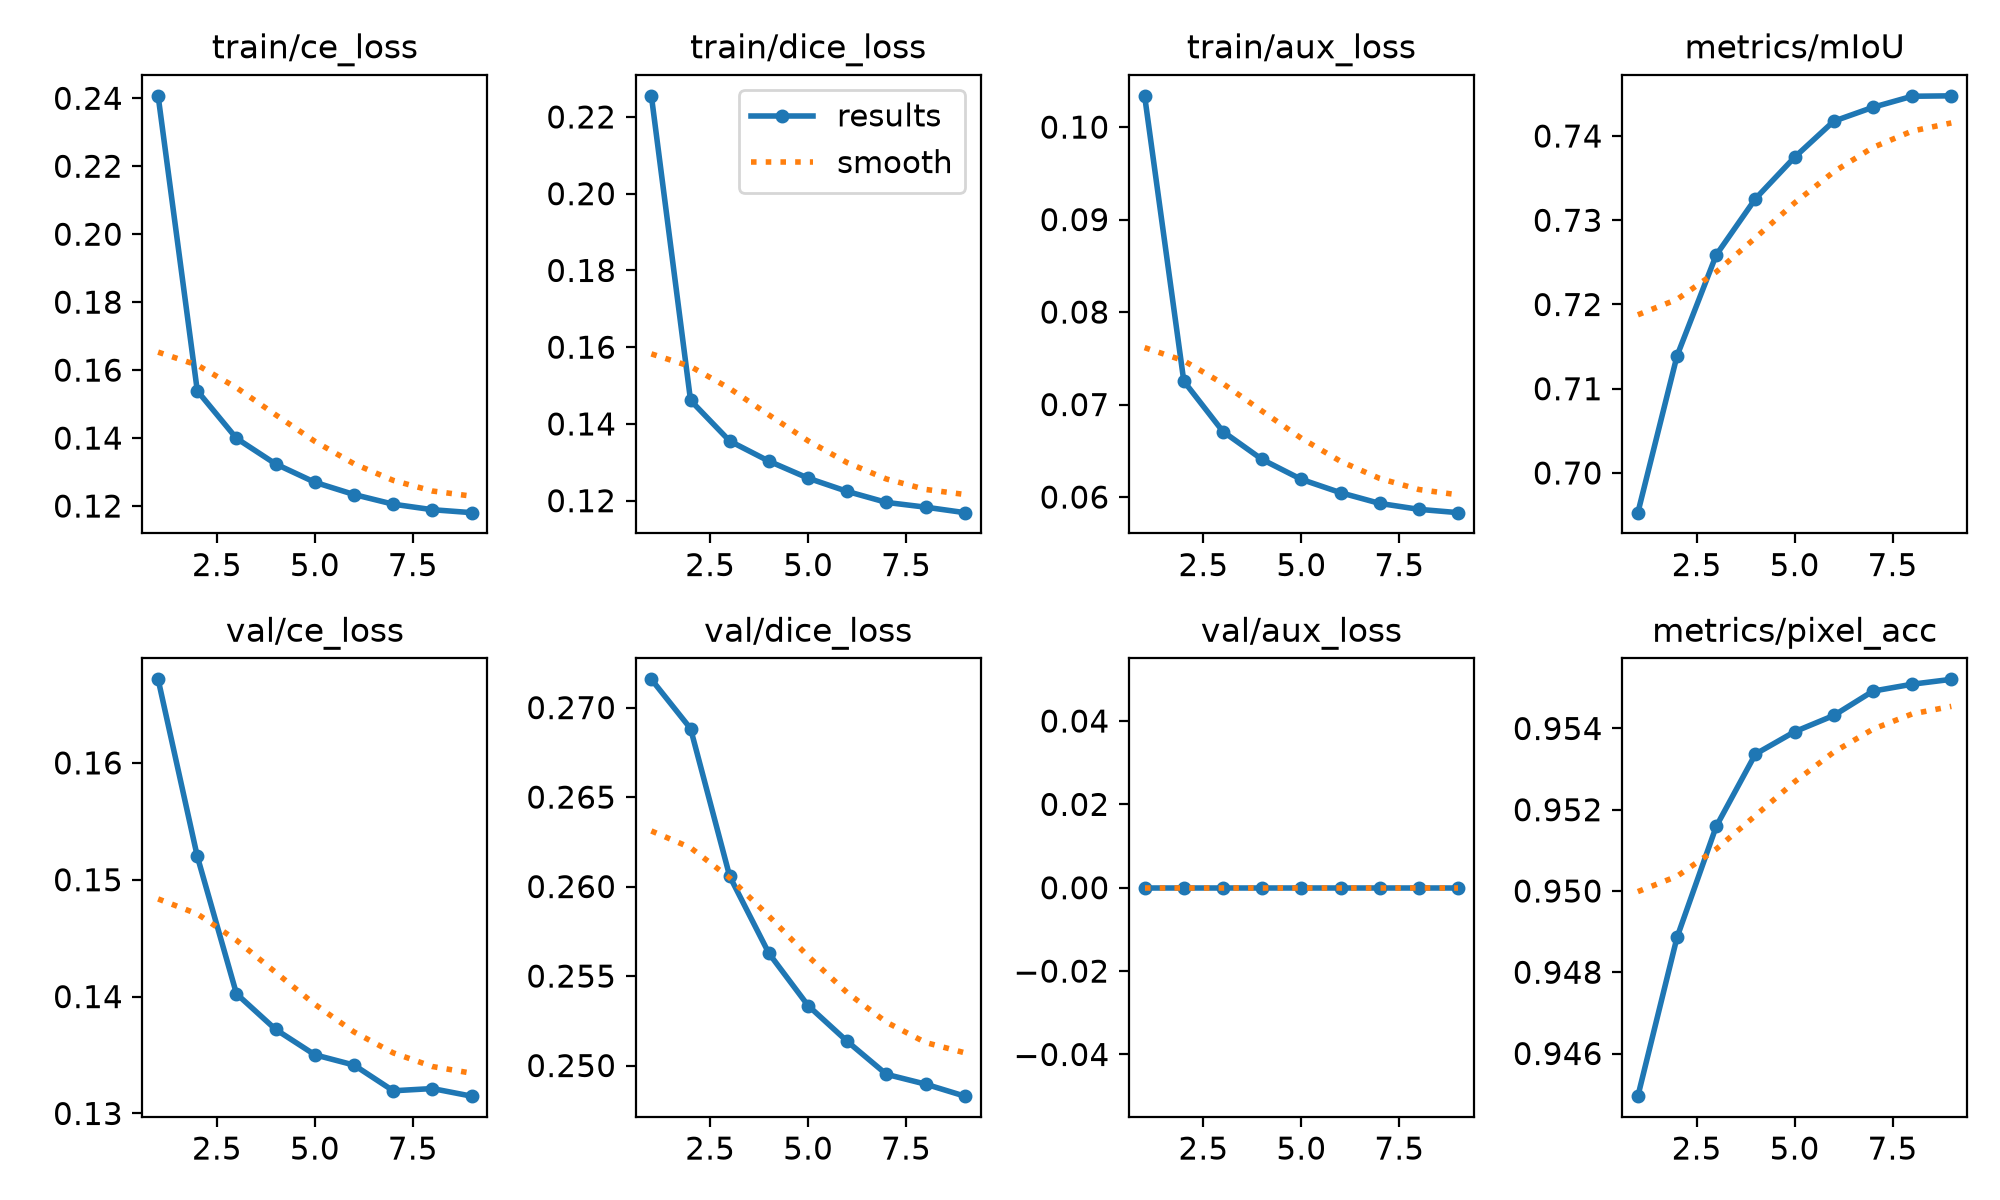 train/ce_loss
0.24
0.22
0.20
0.18
0.16
0.14
0.12
2.5 5.0 7.5
train/dice_loss
results
smooth
0.22
0.20
0.18
0.16
0.14
0.12
2.5 5.0 7.5
train/aux_loss
0.10
0.09
0.08
0.07
0.06
2.5 5.0 7.5
metrics/mIoU
0.74
0.73
0.72
0.71
0.70
2.5 5.0 7.5
val/ce_loss
0.16
0.15
0.14
0.13
2.5 5.0 7.5
val/dice_loss
0.270
0.265
0.260
0.255
0.250
2.5 5.0 7.5
val/aux_loss
0.04
0.02
0.00
−0.02
−0.04
2.5 5.0 7.5
metrics/pixel_acc
0.954
0.952
0.950
0.948
0.946
2.5 5.0 7.5